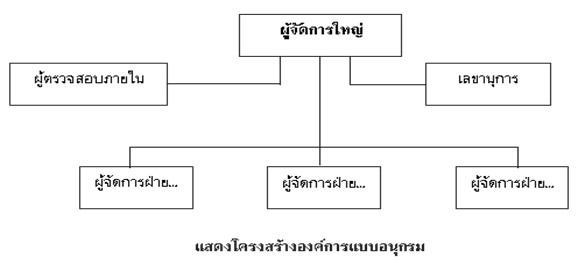 ผู้จัดการใหญ่
ผู้ตรวจสอบภายใน
เลขานุการ
ผู้จัดการฝ่าย...
ผู้จัดการฝ่าย...
ผู้จัดการฝ่าย...
แสดงโครงสร้างองค์การแบบอนุกรม